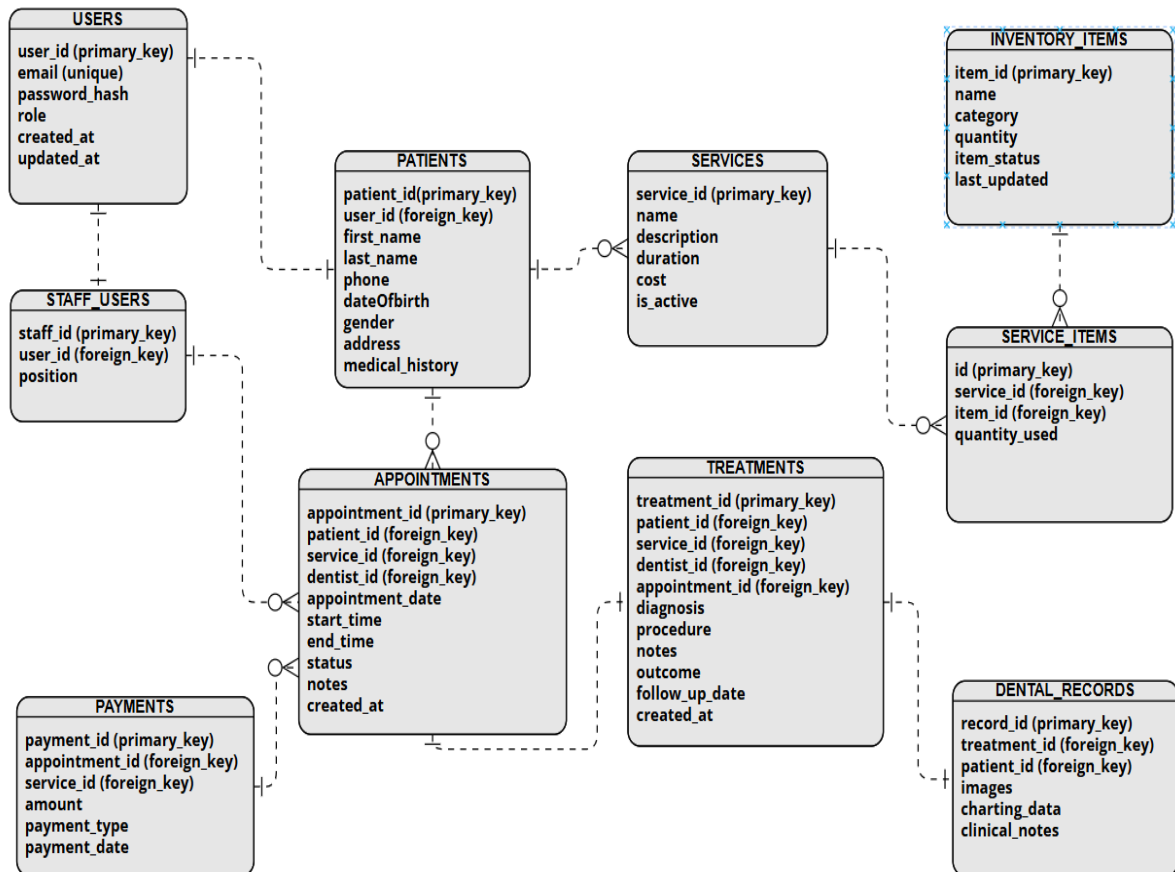 USERS
user_id (primary_key)
email (unique)
password_hash
role
created_at
updated_at
INVENTORY_ITEMS
item_id (primary_key)
name
category
quantity
item_status
last_updated
PATIENTS
patient_id(primary_key)
user_id (foreign_key)
first_name
last_name
phone
dateOfbirth
gender
address
medical_history
SERVICES
service_id (primary_key)
name
description
duration
cost
is_active
STAFF_USERS
staff_id (primary_key)
user_id (foreign_key)
position
SERVICE_ITEMS
id (primary_key)
service_id (foreign_key)
item_id (foreign_key)
quantity_used
APPOINTMENTS
appointment_id (primary_key)
patient_id (foreign_key)
service_id (foreign_key)
dentist_id (foreign_key)
appointment_date
start_time
end_time
status
notes
created_at
TREATMENTS
treatment_id (primary_key)
patient_id (foreign_key)
service_id (foreign_key)
dentist_id (foreign_key)
appointment_id (foreign_key)
diagnosis
procedure
notes
outcome
follow_up_date
created_at
PAYMENTS
payment_id (primary_key)
appointment_id (foreign_key)
service_id (foreign_key)
amount
payment_type
payment_date
DENTAL_RECORDS
record_id (primary_key)
treatment_id (foreign_key)
patient_id (foreign_key)
images
charting_data
clinical_notes